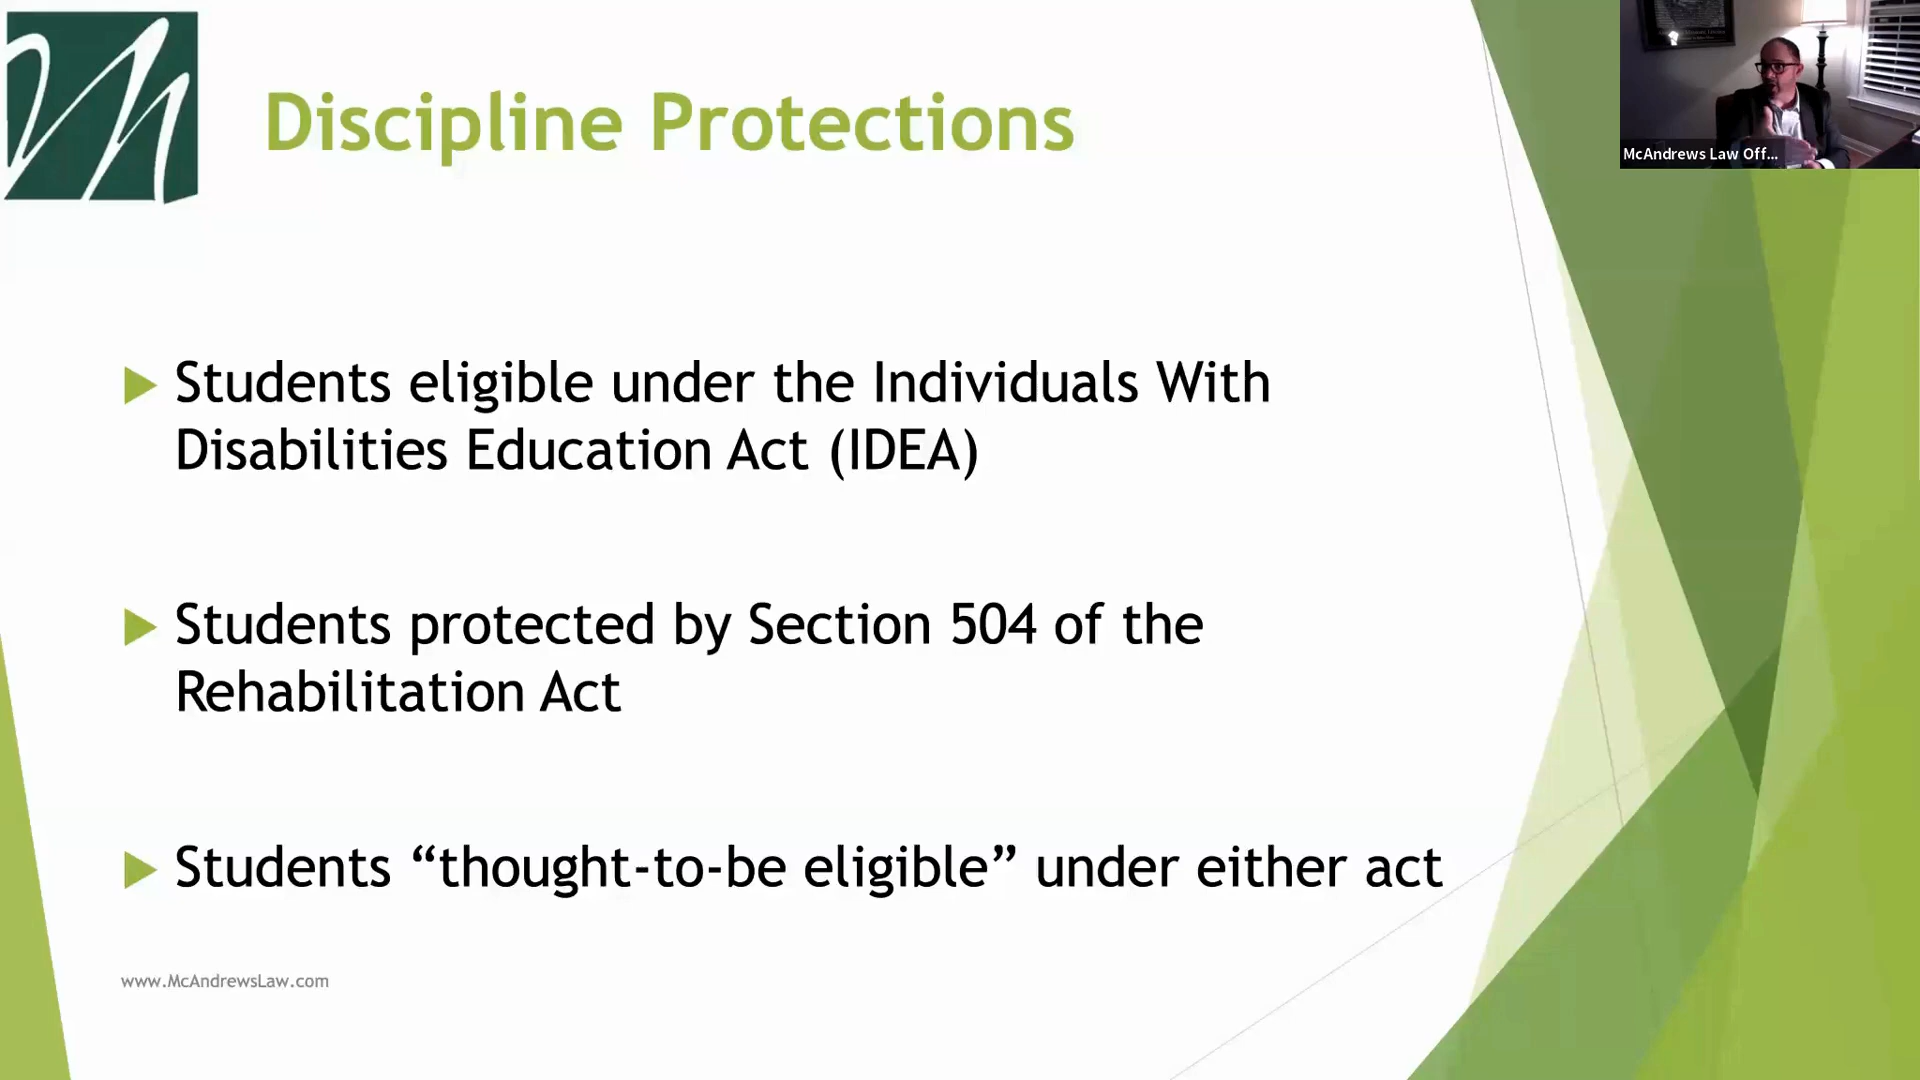 Discipline Protections
McAndrews Law Off...
Students eligible under the Individuals With
Disabilities Education Act (IDEA)
Students protected by Section 504 of the
Rehabilitation Act
Students “thought-to-be eligible” under either act
www.McAndrewsLaw.com